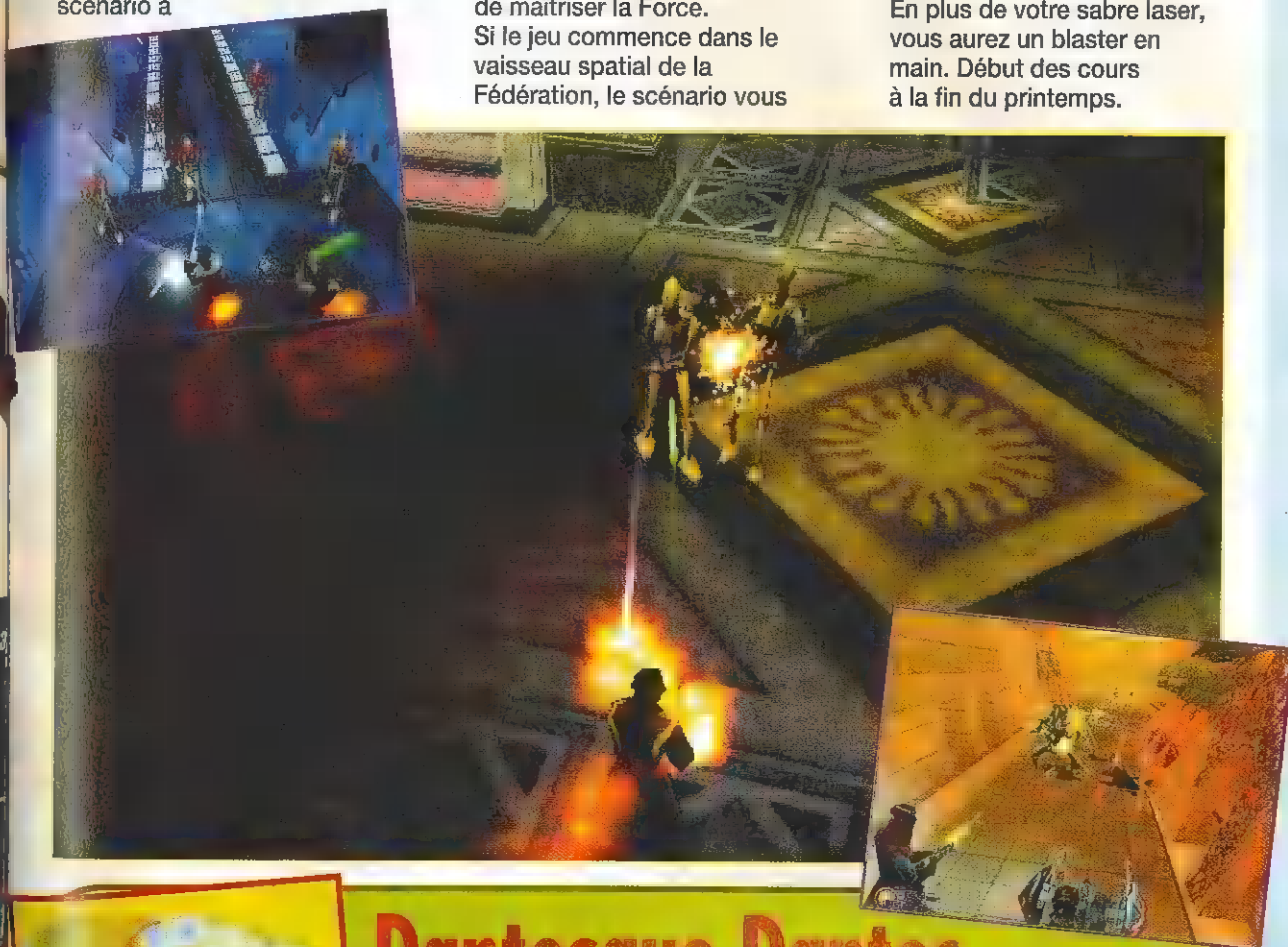 scénario à
de maîtriser la Force.
Si le jeu commence dans le
vaisseau spatial de la
Fédération, le scénario vous
En plus de votre sabre laser,
vous aurez un blaster en
main. Début des cours
à la fin du printemps.
Dantesque Dantes